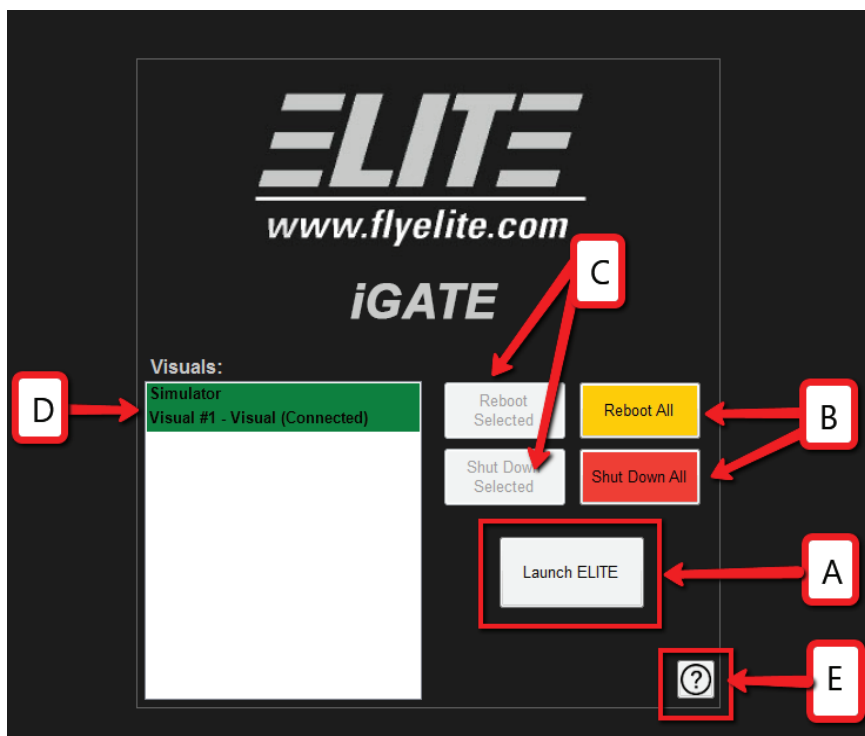 ELITE
www.flyelite.com
C
iGATE
Visuals:
D
Simulator
Visual #1 - Visual (Connected)
Reboot
Selected
Reboot All
B
Shut Down
Selected
Shut Down All
Launch ELITE
A
?
E